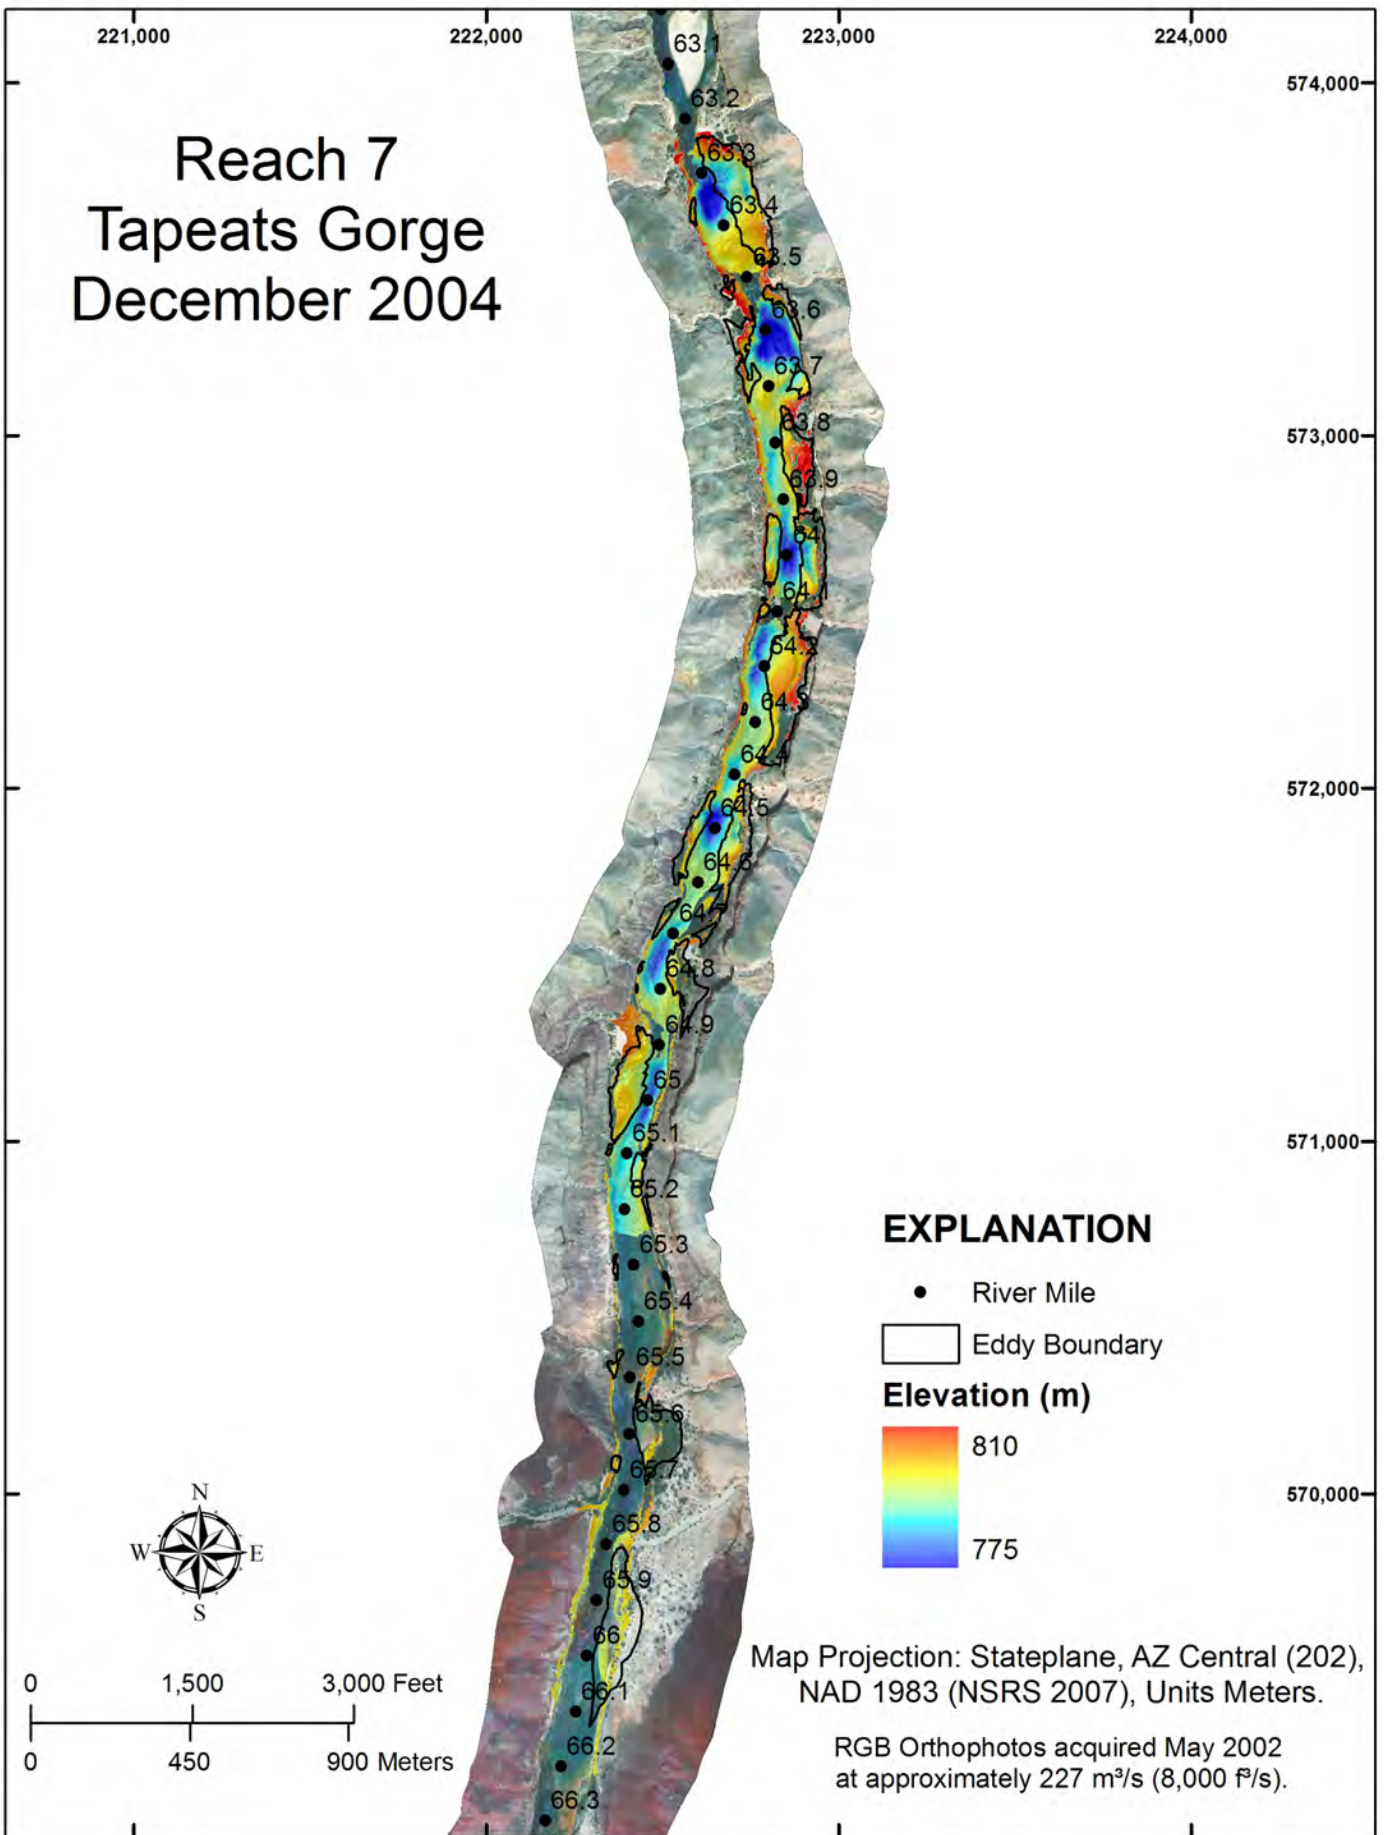 221,000
222,000
223,000
224,000
574,000
573,000
572,000
571,000
570,000
Reach 7
Tapeats Gorge
December 2004
63.1
63.2
63.3
63.4
63.5
63.6
63.7
63.8
63.9
64
64.1
64.2
64.3
64.4
64.5
64.6
64.7
64.8
64.9
65
65.1
65.2
65.3
65.4
65.5
65.6
65.7
65.8
65.9
66
66.1
66.2
66.3
EXPLANATION
River Mile
Eddy Boundary
Elevation (m)
810
775
N
W E
S
0 1,500 3,000 Feet
0 450 900 Meters
Map Projection: Stateplane, AZ Central (202),
NAD 1983 (NSRS 2007), Units Meters.
RGB Orthophotos acquired May 2002
at approximately 227 m³/s (8,000 f³/s).